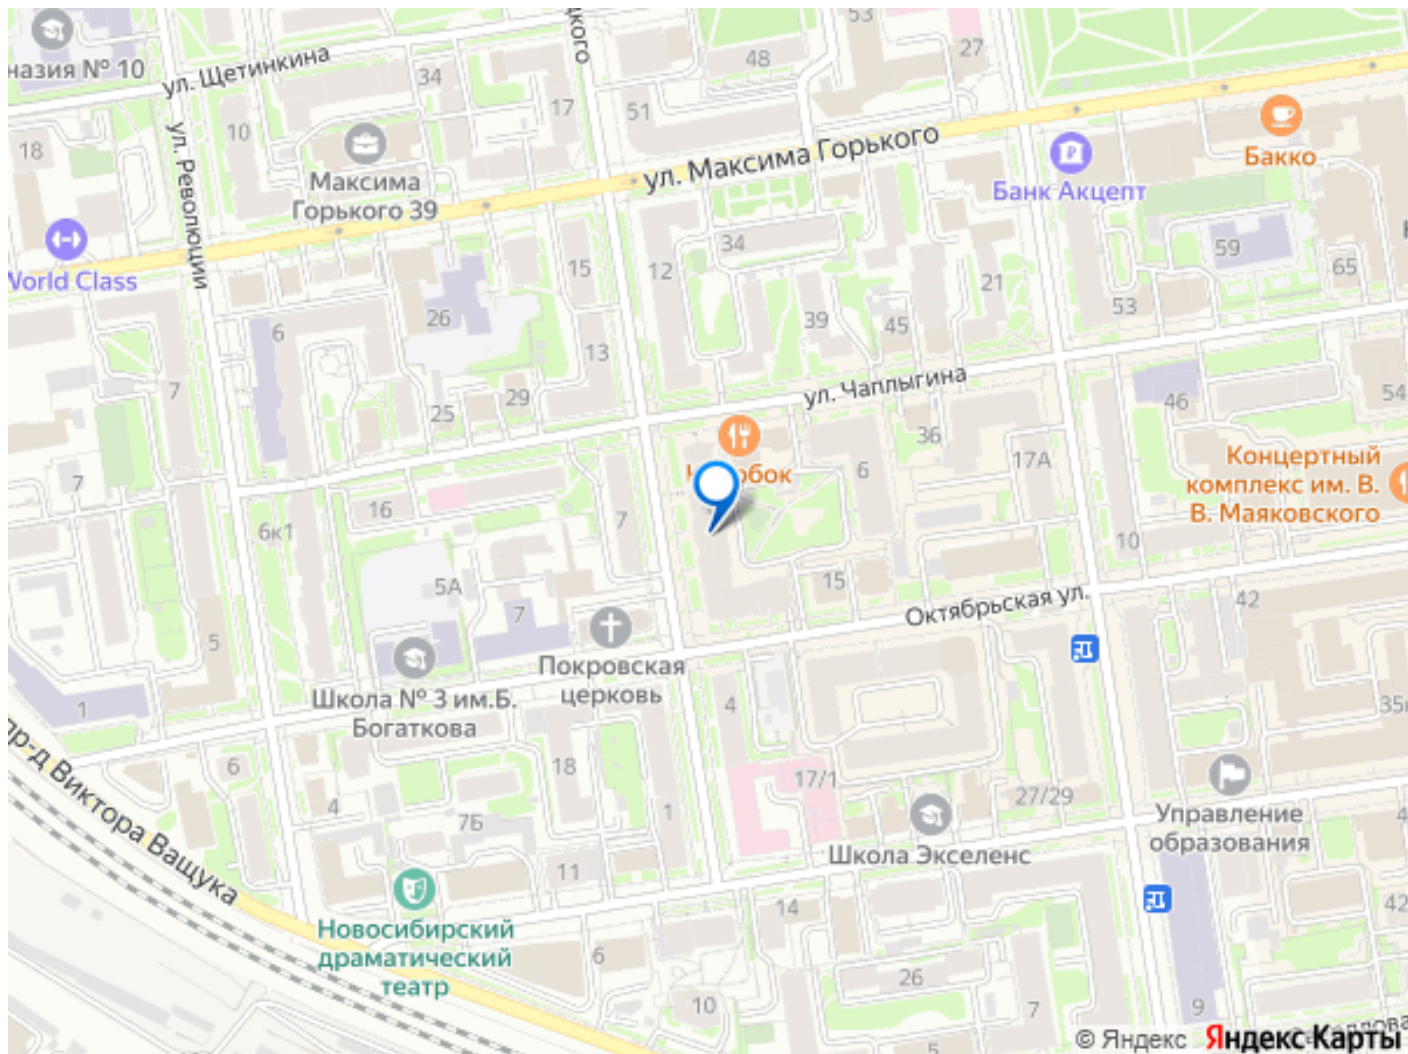 53
27
48
назия № 10
ул. Щетинкина
34
17
51
10
18
ул. Революции
Максима
Горького 39
ул. Максима Горького
Банк Акцепт
Бакко
World Class
15
12
34
21
59
65
53
26
6
39
45
13
7
25
29
ул. Чаплыгина
46
54
36
17А
6
Концертный
комплекс им. В.
В. Маяковского
7
16
6к1
7
10
5А
7
15
Октябрьская ул.
42
5
Покровская
церковь
Школа № 3 им.Б.
Богаткова
1
4
6
18
4
7Б
1
17/1
27/29
Управление
образования
Школа Экселенс
пр-д Виктора Ващука
11
14
42
Новосибирский
драматический
театр
6
26
10
7
9
5
© Яндекс Яндекс Карты